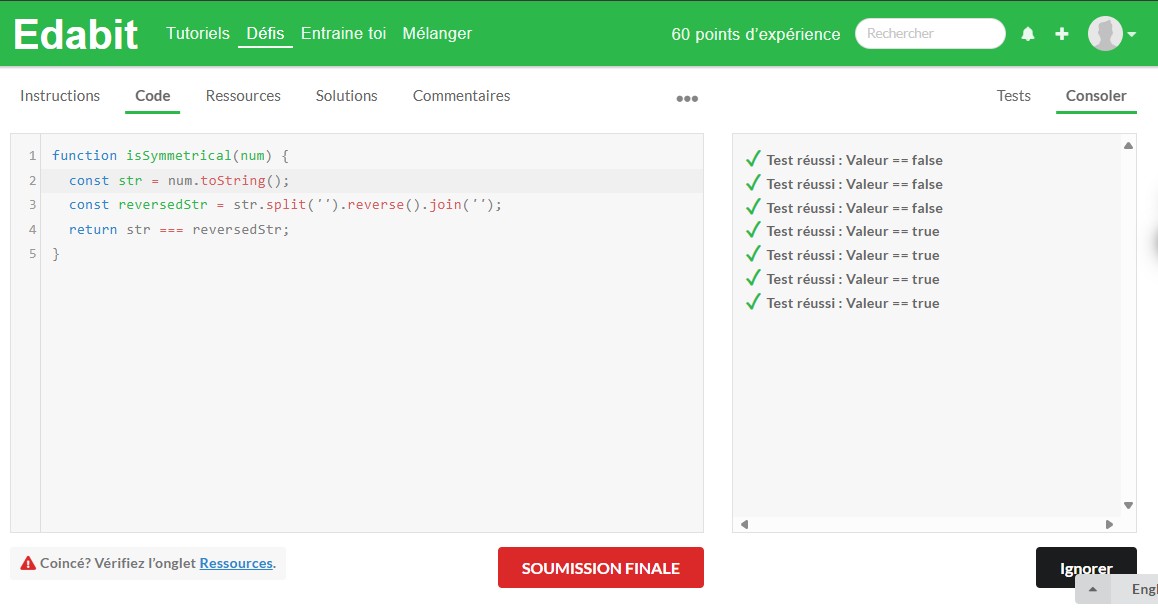 Edabit Tutoriels Défis Entraine toi Mélanger 60 points d'expérience Rechercher
Instructions Code Ressources Solutions Commentaires ••• Tests Consoler
1 function isSymmetrical(num) {
2 const str = num.toString();
3 const reversedStr = str.split('').reverse().join('');
4 return str === reversedStr;
5 }
Test réussi : Valeur == false
Test réussi : Valeur == false
Test réussi : Valeur == false
Test réussi : Valeur == true
Test réussi : Valeur == true
Test réussi : Valeur == true
Test réussi : Valeur == true
Coincé? Vérifiez l'onglet Ressources.
SOUMISSION FINALE
Ignorer
Engl